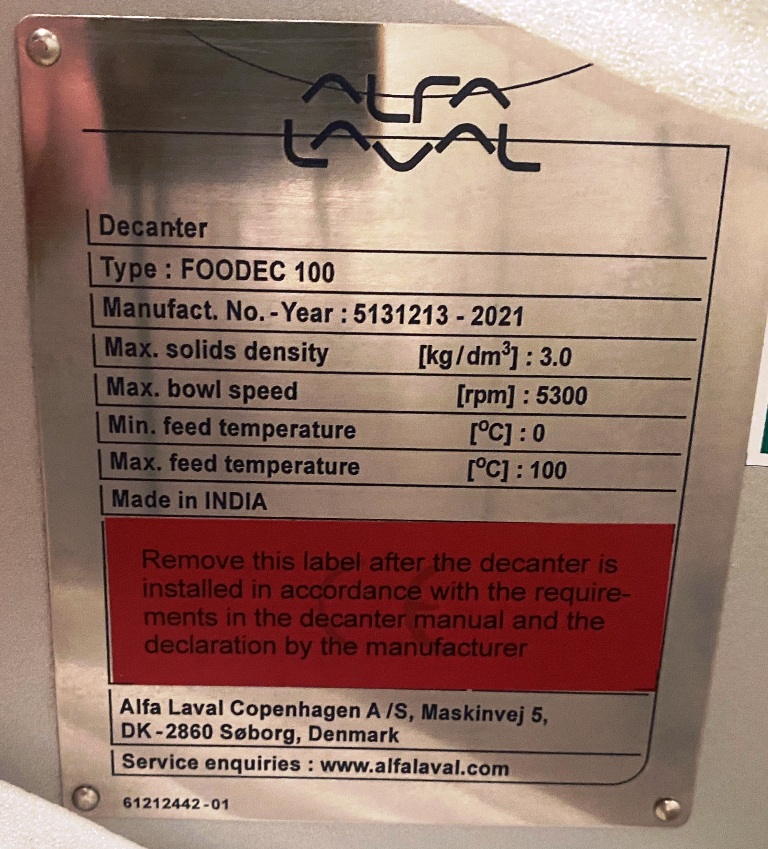 ALFA
LAVAL
Decanter
Type : FOODEC 100
Manufact. No. - Year : 5131213 - 2021
Max. solids density [kg/dm³] : 3.0
Max. bowl speed [rpm] : 5300
Min. feed temperature [°C] : 0
Max. feed temperature [°C] : 100
Made in INDIA
Remove this label after the decanter is
installed in accordance with the require-
ments in the decanter manual and the
declaration by the manufacturer
Alfa Laval Copenhagen A/S, Maskinvej 5,
DK-2860 Søborg, Denmark
Service enquiries : www.alfalaval.com
61212442-01